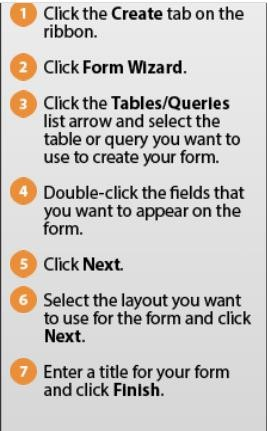 1 Click the Create tab on the
ribbon.
2 Click Form Wizard.
3 Click the Tables/Queries
list arrow and select the
table or query you want to
use to create your form.
4 Double-click the fields that
you want to appear on the
form.
5 Click Next.
6 Select the layout you want
to use for the form and click
Next.
7 Enter a title for your form
and click Finish.